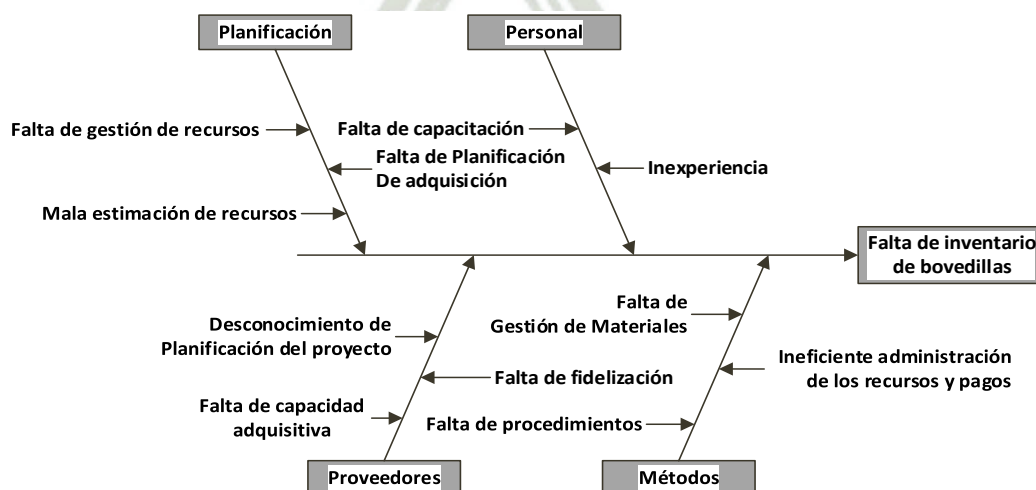 Planificación
Personal
Falta de gestión de recursos
Falta de capacitación
Falta de Planificación
De adquisición
Inexperiencia
Mala estimación de recursos
Falta de inventario
de bovedillas
Falta de
Gestión de Materiales
Desconocimiento de
Planificación del proyecto
Ineficiente administración
de los recursos y pagos
Falta de fidelización
Falta de capacidad
adquisitiva
Falta de procedimientos
Proveedores
Métodos